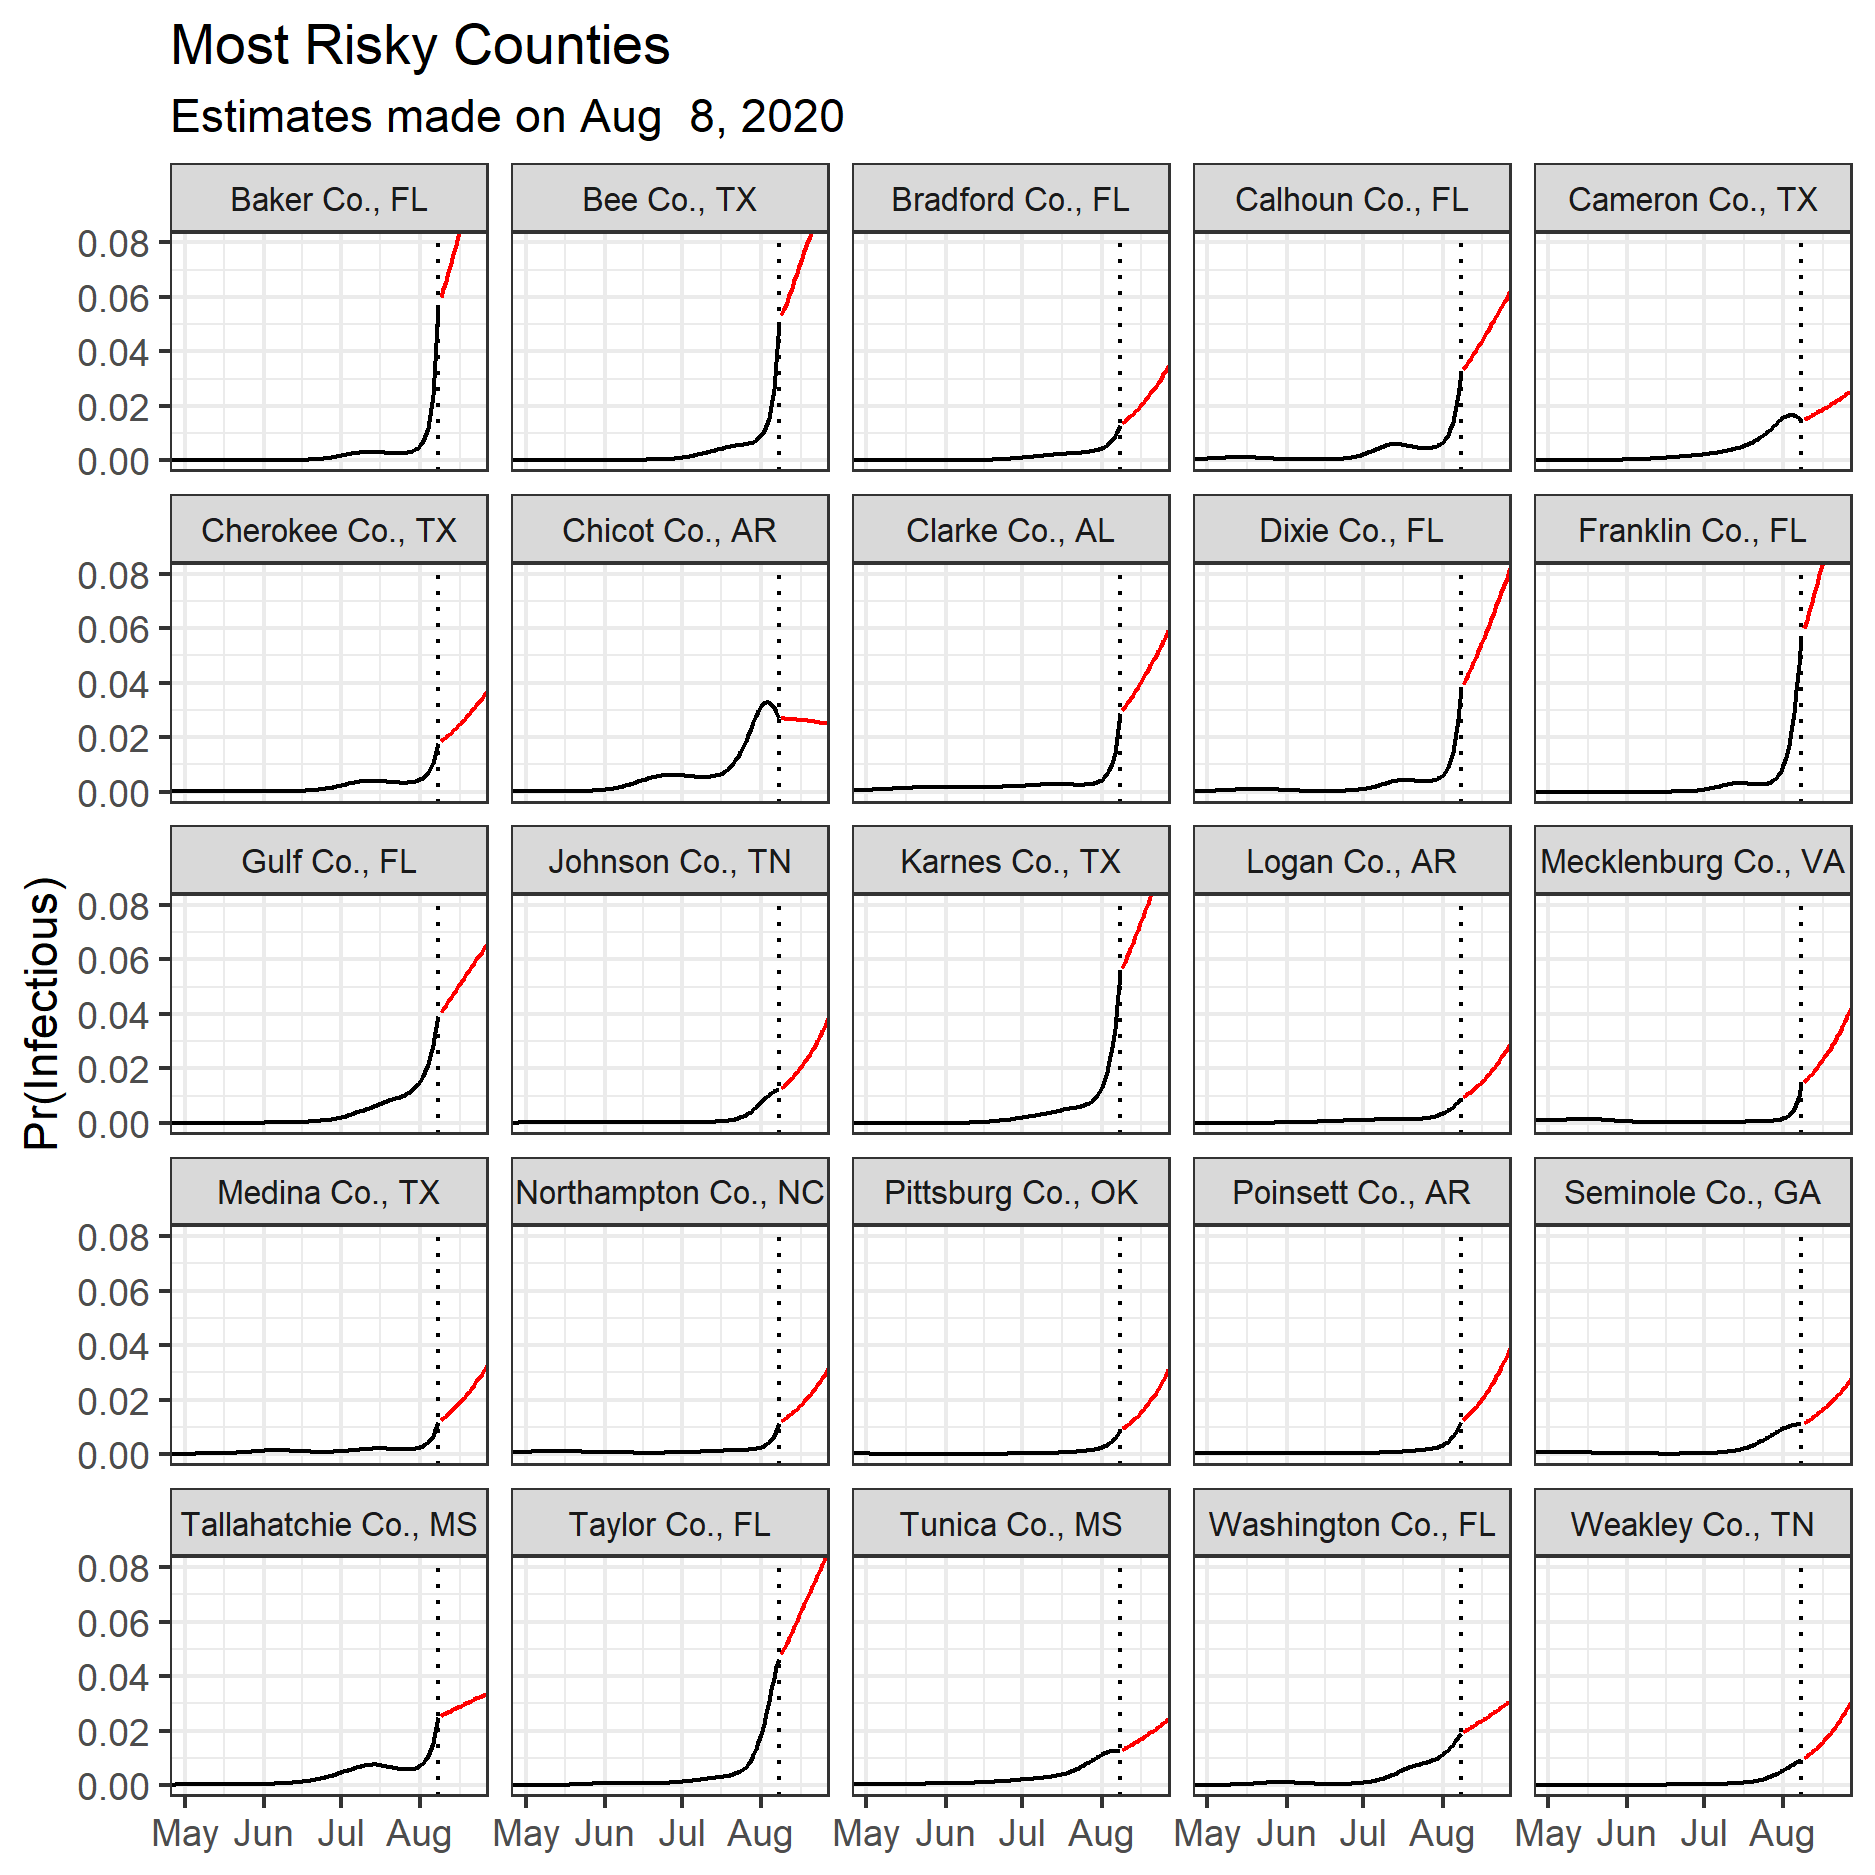 Most Risky Counties
Estimates made on Aug  8, 2020
Baker Co., FL
Bee Co., TX
Bradford Co., FL
Calhoun Co., FL
Cameron Co., TX
0.08
0.06
0.04
0.02
0.00
Cherokee Co., TX
Chicot Co., AR
Clarke Co., AL
Dixie Co., FL
Franklin Co., FL
0.08
0.06
0.04
0.02
0.00
Pr(Infectious)
Gulf Co., FL
Johnson Co., TN
Karnes Co., TX
Logan Co., AR
Mecklenburg Co., VA
0.08
0.06
0.04
0.02
0.00
Medina Co., TX
Northampton Co., NC
Pittsburg Co., OK
Poinsett Co., AR
Seminole Co., GA
0.08
0.06
0.04
0.02
0.00
Tallahatchie Co., MS
Taylor Co., FL
Tunica Co., MS
Washington Co., FL
Weakley Co., TN
0.08
0.06
0.04
0.02
0.00
May Jun Jul Aug
May Jun Jul Aug
May Jun Jul Aug
May Jun Jul Aug
May Jun Jul Aug